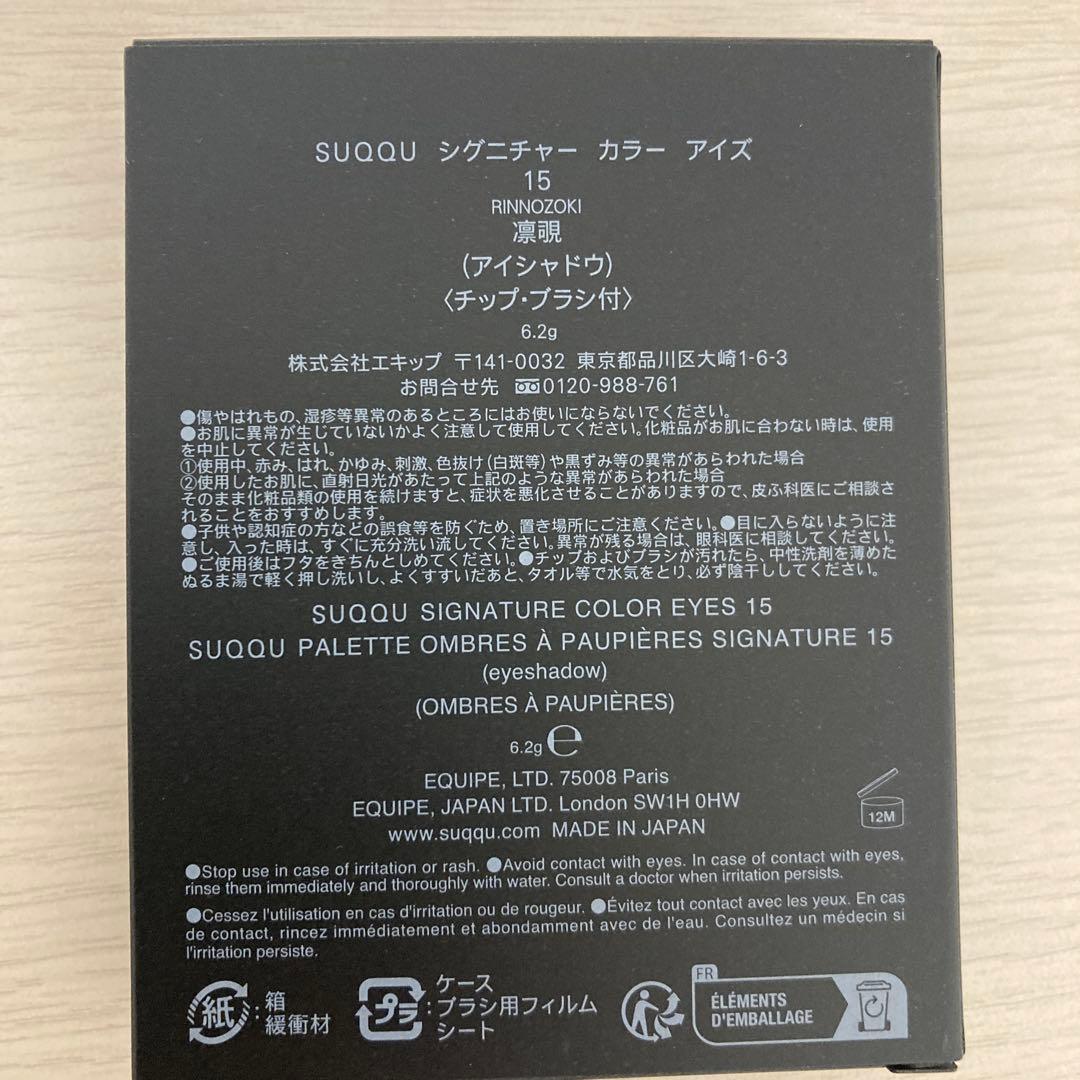 SUQQU シグニチャー カラー アイズ
15
RINNOZOKI
凛覗
(アイシャドウ)
〈チップ・ブラシ付〉
6.2g
株式会社エキップ 〒141-0032 東京都品川区大崎1-6-3
お問合せ先 0120-988-761
●傷やはれもの、湿疹等異常のあるところにはお使いにならないでください。
●お肌に異常が生じていないかよく注意して使用してください。化粧品がお肌に合わない時は、使用
を中止してください。
①使用中、赤み、はれ、かゆみ、刺激、色抜け(白斑等)や黒ずみ等の異常があらわれた場合
②使用したお肌に、直射日光があたって上記のような異常があらわれた場合
そのまま化粧品類の使用を続けますと、症状を悪化させることがありますので、皮ふ科医にご相談さ
れることをおすすめします。
●子供や認知症の方などの誤食等を防ぐため、置き場所にご注意ください。●目に入らないように注
意し、入った時は、すぐに充分洗い流してください。異常が残る場合は、眼科医に相談してください。
●ご使用後はフタをきちんとしめてください。●チップおよびブラシが汚れたら、中性洗剤を薄めた
ぬるま湯で軽く押し洗いし、よくすすいだあと、タオル等で水気をとり、必ず陰干ししてください。
SUQQU SIGNATURE COLOR EYES 15
SUQQU PALETTE OMBRES À PAUPIÈRES SIGNATURE 15
(eyeshadow)
(OMBRES À PAUPIÈRES)
6.2g ℮
EQUIPE, LTD. 75008 Paris
EQUIPE, JAPAN LTD. London SW1H 0HW
www.suqqu.com MADE IN JAPAN
12M
●Stop use in case of irritation or rash. ●Avoid contact with eyes. In case of contact with eyes,
rinse them immediately and thoroughly with water. Consult a doctor when irritation persists.
●Cessez l'utilisation en cas d'irritation ou de rougeur. ●Évitez tout contact avec les yeux. En cas
de contact, rincez immédiatement et abondamment avec de l'eau. Consultez un médecin si
l'irritation persiste.
紙:箱
緩衝材
プラ:ケース
ブラシ用フィルム
シート
FR
ÉLÉMENTS
D'EMBALLAGE